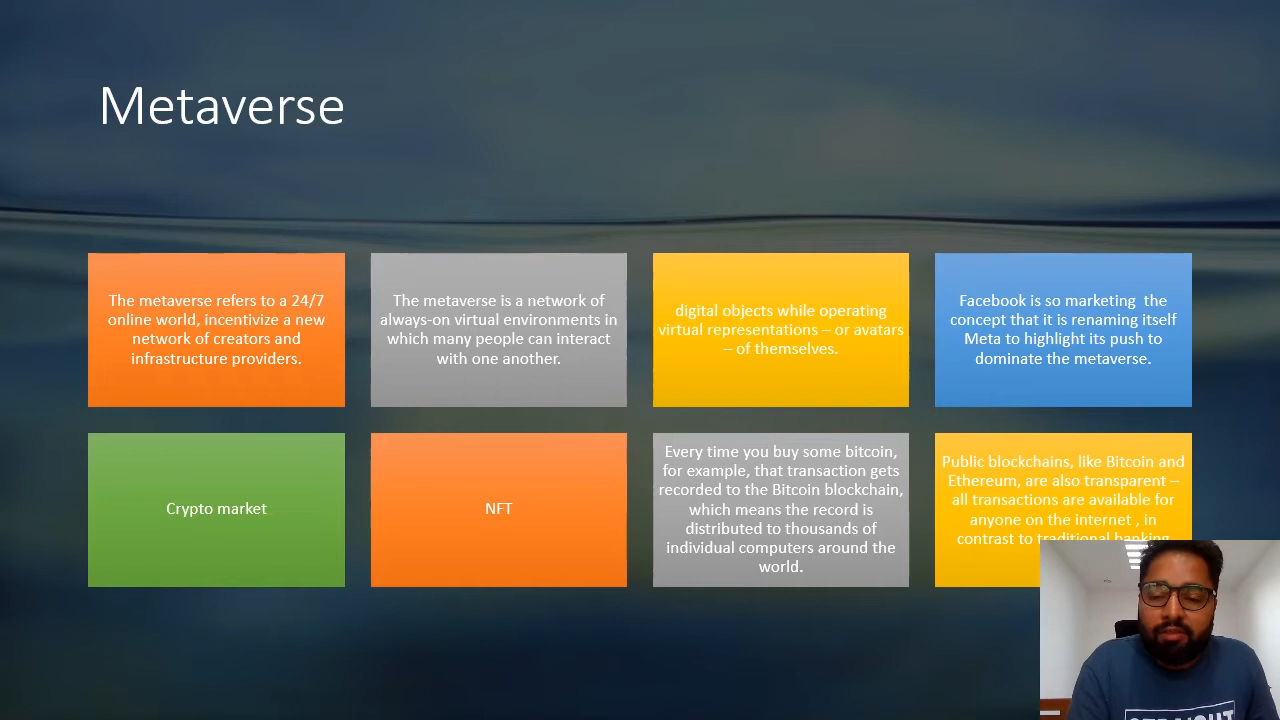 Metaverse
The metaverse refers to a 24/7
online world, incentivize a new
network of creators and
infrastructure providers.
The metaverse is a network of
always-on virtual environments in
which many people can interact
with one another.
digital objects while operating
virtual representations – or avatars
– of themselves.
Facebook is so marketing  the
concept that it is renaming itself
Meta to highlight its push to
dominate the metaverse.
Crypto market
NFT
Every time you buy some bitcoin,
for example, that transaction gets
recorded to the Bitcoin blockchain,
which means the record is
distributed to thousands of
individual computers around the
world.
Public blockchains, like Bitcoin and
Ethereum, are also transparent –
all transactions are available for
anyone on the internet , in
contrast to traditional banking
STRAIGHT